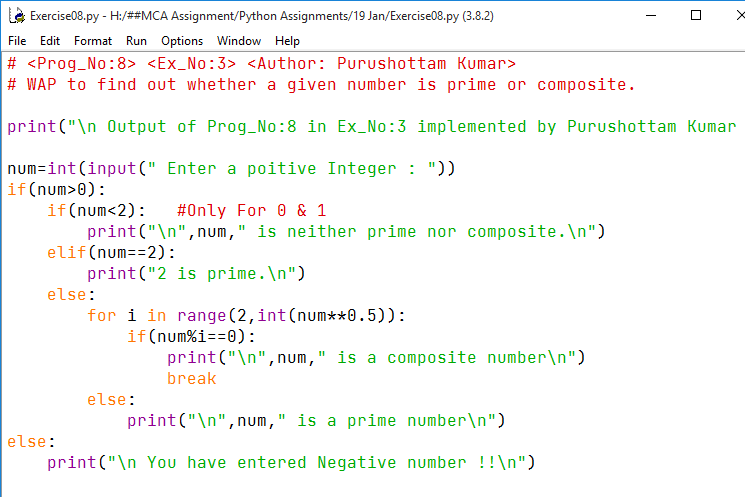 Exercise08.py - H:/##MCA Assignment/Python Assignments/19 Jan/Exercise08.py (3.8.2)
File Edit Format Run Options Window Help
# <Prog_No:8> <Ex_No:3> <Author: Purushottam Kumar>
# WAP to find out whether a given number is prime or composite.

print("\n Output of Prog_No:8 in Ex_No:3 implemented by Purushottam Kumar

num=int(input(" Enter a poitive Integer : "))
if(num>0):
    if(num<2):   #Only For 0 & 1
        print("\n",num," is neither prime nor composite.\n")
    elif(num==2):
        print("2 is prime.\n")
    else:
        for i in range(2,int(num**0.5)):
            if(num%i==0):
                print("\n",num," is a composite number\n")
                break
        else:
            print("\n",num," is a prime number\n")
else:
    print("\n You have entered Negative number !!\n")